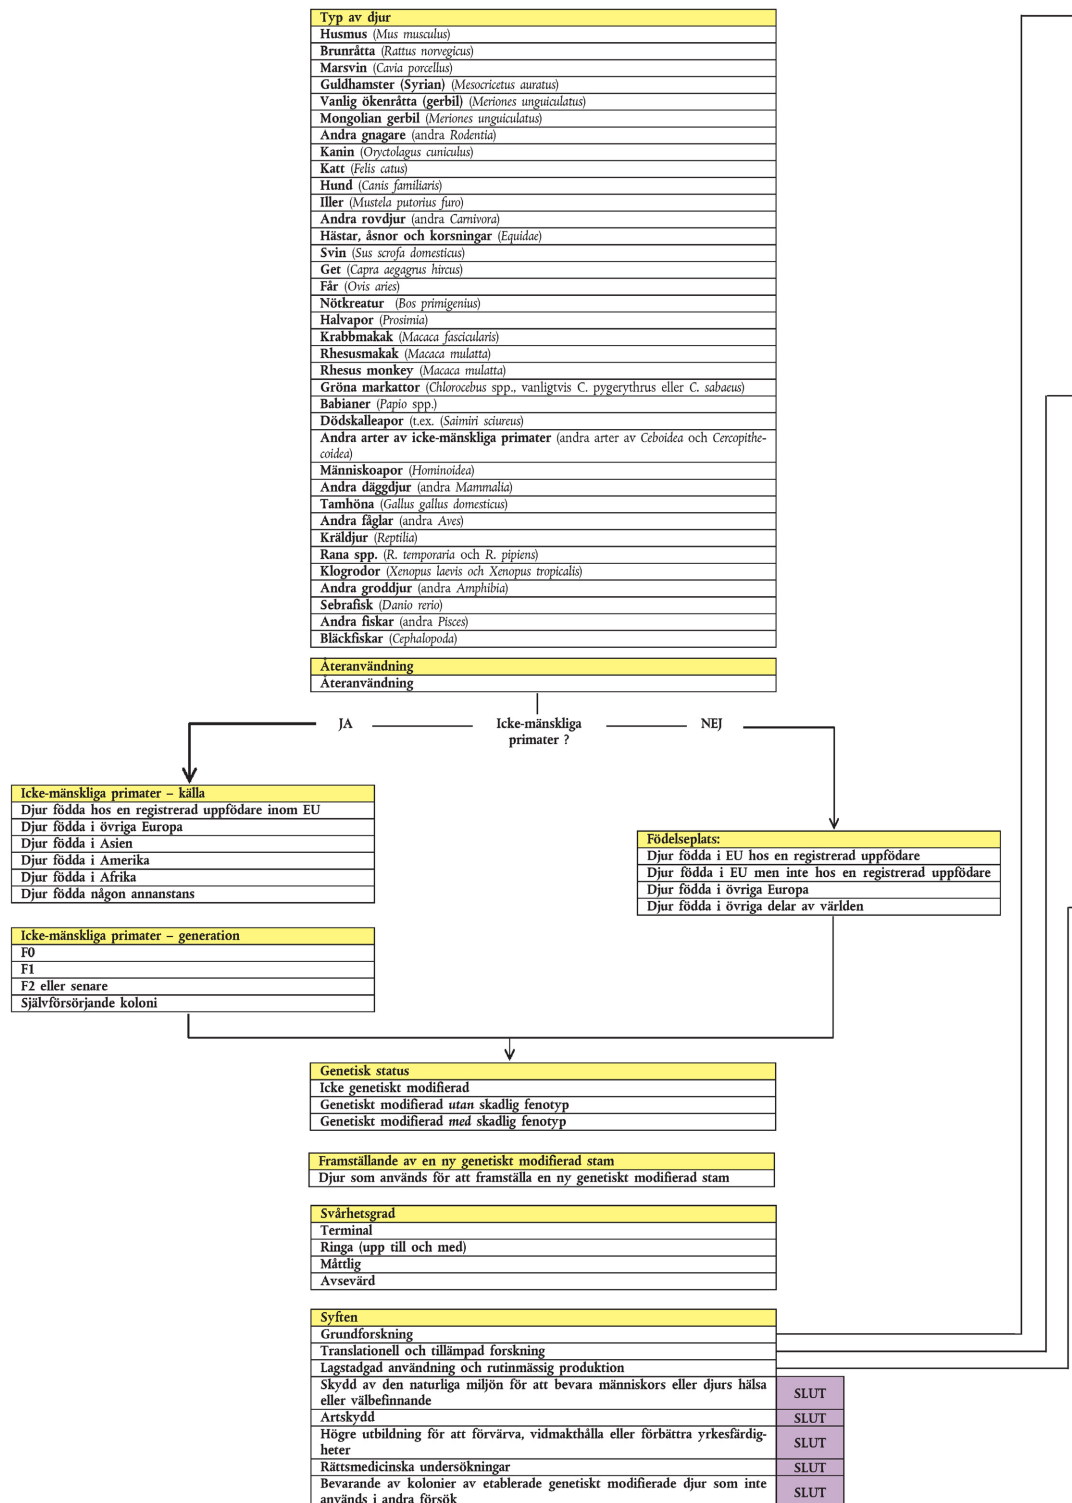 Typ av djur
Husmus (Mus musculus)
Brunråtta (Rattus norvegicus)
Marsvin (Cavia porcellus)
Guldhamster (Syrian) (Mesocricetus auratus)
Vanlig ökenråtta (gerbil) (Meriones unguiculatus)
Mongolian gerbil (Meriones unguiculatus)
Andra gnagare (andra Rodentia)
Kanin (Oryctolagus cuniculus)
Katt (Felis catus)
Hund (Canis familiaris)
Iller (Mustela putorius furo)
Andra rovdjur (andra Carnivora)
Hästar, åsnor och korsningar (Equidae)
Svin (Sus scrofa domesticus)
Get (Capra aegagrus hircus)
Får (Ovis aries)
Nötkreatur (Bos primigenius)
Halvapor (Prosimia)
Krabbmakak (Macaca fascicularis)
Rhesusmakak (Macaca mulatta)
Rhesus monkey (Macaca mulatta)
Gröna markattor (Chlorocebus spp., vanligtvis C. pygerythrus eller C. sabaeus)
Babianer (Papio spp.)
Dödskalleapor (t.ex. (Saimiri sciureus)
Andra arter av icke-mänskliga primater (andra arter av Ceboidea och Cercopithe-
coidea)
Människoapor (Hominoidea)
Andra däggdjur (andra Mammalia)
Tamhöna (Gallus gallus domesticus)
Andra fåglar (andra Aves)
Kräldjur (Reptilia)
Rana spp. (R. temporaria och R. pipiens)
Klogrodor (Xenopus laevis och Xenopus tropicalis)
Andra groddjur (andra Amphibia)
Sebrafisk (Danio rerio)
Andra fiskar (andra Pisces)
Bläckfiskar (Cephalopoda)
Återanvändning
Återanvändning
JA
Icke-mänskliga
primater ?
NEJ
Icke-mänskliga primater – källa
Djur födda hos en registrerad uppfödare inom EU
Djur födda i övriga Europa
Djur födda i Asien
Djur födda i Amerika
Djur födda i Afrika
Djur födda någon annanstans
Födelseplats:
Djur födda i EU hos en registrerad uppfödare
Djur födda i EU men inte hos en registrerad uppfödare
Djur födda i övriga Europa
Djur födda i övriga delar av världen
Icke-mänskliga primater – generation
F0
F1
F2 eller senare
Självförsörjande koloni
Genetisk status
Icke genetiskt modifierad
Genetiskt modifierad utan skadlig fenotyp
Genetiskt modifierad med skadlig fenotyp
Framställande av en ny genetiskt modifierad stam
Djur som används för att framställa en ny genetiskt modifierad stam
Svårhetsgrad
Terminal
Ringa (upp till och med)
Måttlig
Avsevärd
Syften
Grundforskning
Translationell och tillämpad forskning
Lagstadgad användning och rutinmässig produktion
Skydd av den naturliga miljön för att bevara människors eller djurs hälsa
eller välbefinnande
SLUT
Artskydd
SLUT
Högre utbildning för att förvärva, vidmakthålla eller förbättra yrkesfärdig-
heter
SLUT
Rättsmedicinska undersökningar
SLUT
Bevarande av kolonier av etablerade genetiskt modifierade djur som inte
används i andra försök
SLUT